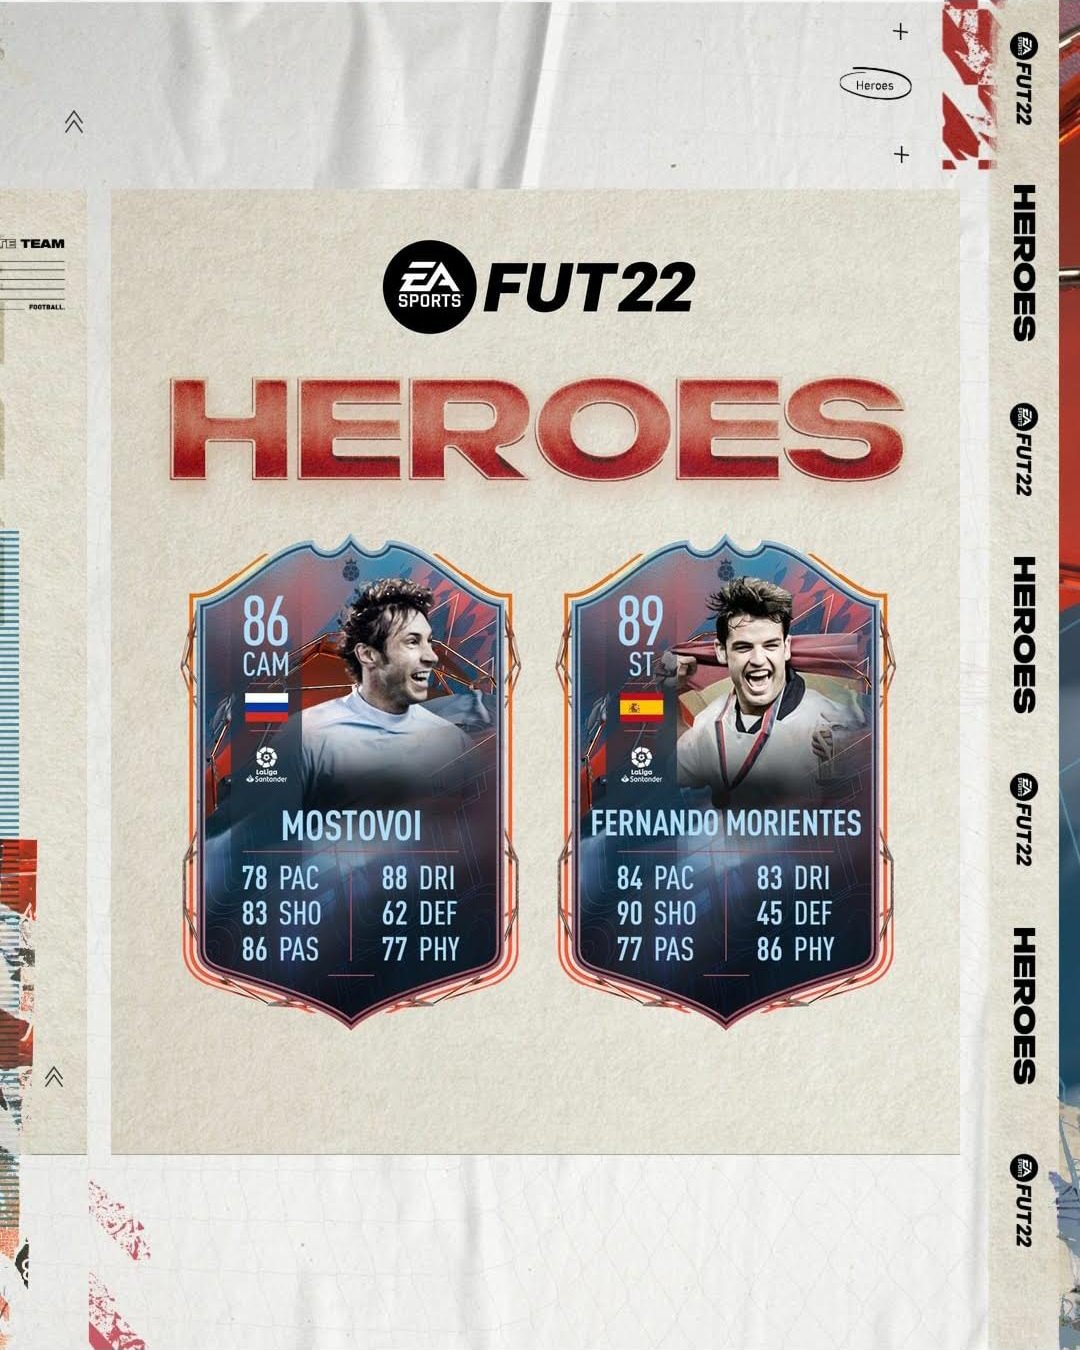 Heroes
TEAM
FOOTBALL.
EA
SPORTS
FUT22
HEROES
86
CAM
LaLiga
Santander
MOSTOVOI
78 PAC
88 DRI
83 SHO
62 DEF
86 PAS
77 PHY
89
ST
LaLiga
Santander
FERNANDO MORIENTES
84 PAC
83 DRI
90 SHO
45 DEF
77 PAS
86 PHY
EA SPORTS FUT22
HEROES
EA SPORTS FUT22
HEROES
EA SPORTS FUT22
HEROES
EA SPORTS FUT22